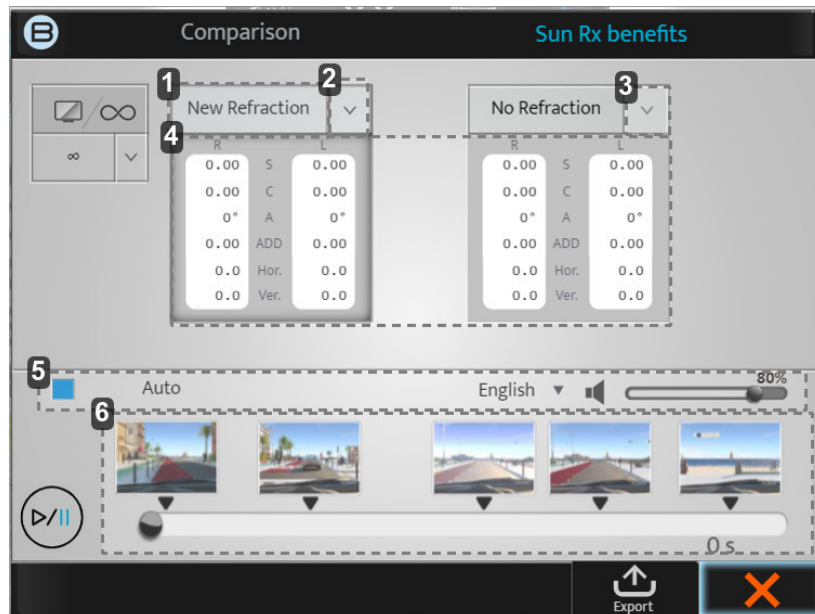 B Comparison Sun Rx benefits
1 2 3
New Refraction No Refraction
/∞
∞
4
R L R L
0.00 S 0.00 0.00 S 0.00
0.00 C 0.00 0.00 C 0.00
0° A 0° 0° A 0°
0.00 ADD 0.00 0.00 ADD 0.00
0.0 Hor. 0.0 0.0 Hor. 0.0
0.0 Ver. 0.0 0.0 Ver. 0.0
5
Auto English 80%
6
0 s
Export